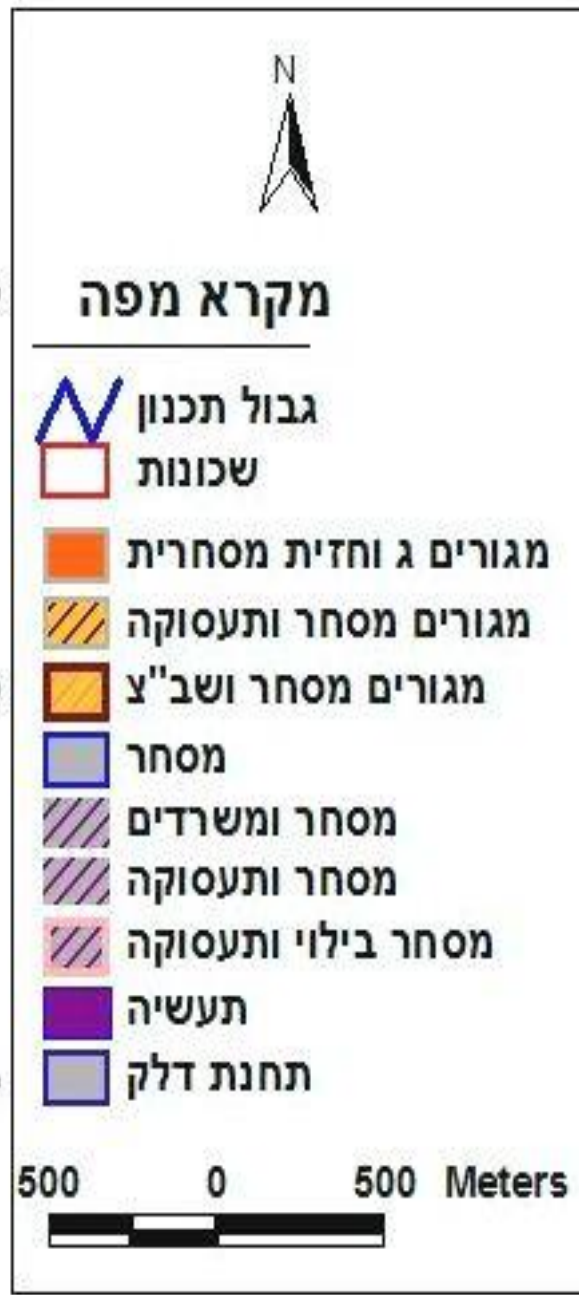 N
מקרא מפה
גבול תכנון
שכונות
מגורים ג וחזית מסחרית
מגורים מסחר ותעסוקה
מגורים מסחר ושב"צ
מסחר
מסחר ומשרדים
מסחר ותעסוקה
מסחר בילוי ותעסוקה
תעשיה
תחנת דלק
500 0 500 Meters